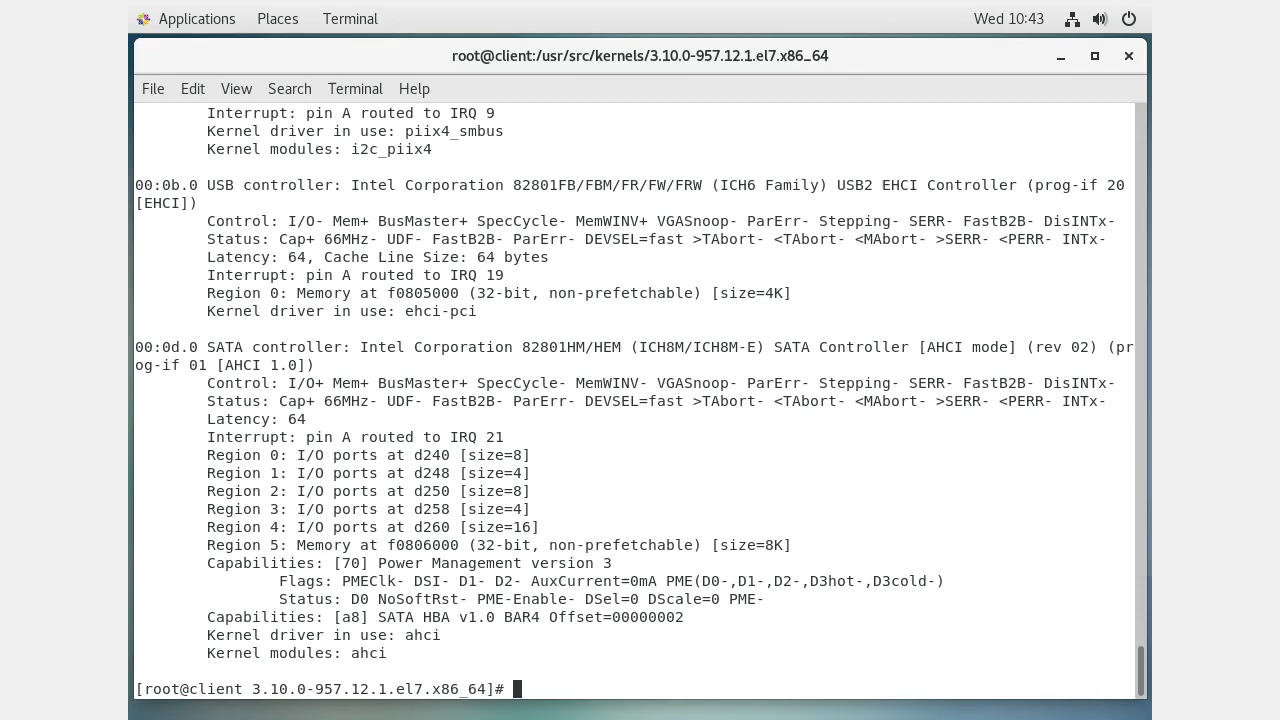 Applications Places Terminal Wed 10:43
root@client:/usr/src/kernels/3.10.0-957.12.1.el7.x86_64
File Edit View Search Terminal Help
Interrupt: pin A routed to IRQ 9
Kernel driver in use: piix4_smbus
Kernel modules: i2c_piix4
00:0b.0 USB controller: Intel Corporation 82801FB/FBM/FR/FW/FRW (ICH6 Family) USB2 EHCI Controller (prog-if 20
[EHCI])
Control: I/O- Mem+ BusMaster+ SpecCycle- MemWINV+ VGASnoop- ParErr- Stepping- SERR- FastB2B- DisINTx-
Status: Cap+ 66MHz- UDF- FastB2B- ParErr- DEVSEL=fast >TAbort- <TAbort- <MAbort- >SERR- <PERR- INTx-
Latency: 64, Cache Line Size: 64 bytes
Interrupt: pin A routed to IRQ 19
Region 0: Memory at f0805000 (32-bit, non-prefetchable) [size=4K]
Kernel driver in use: ehci-pci
00:0d.0 SATA controller: Intel Corporation 82801HM/HEM (ICH8M/ICH8M-E) SATA Controller [AHCI mode] (rev 02) (pr
og-if 01 [AHCI 1.0])
Control: I/O+ Mem+ BusMaster+ SpecCycle- MemWINV- VGASnoop- ParErr- Stepping- SERR- FastB2B- DisINTx-
Status: Cap+ 66MHz- UDF- FastB2B- ParErr- DEVSEL=fast >TAbort- <TAbort- <MAbort- >SERR- <PERR- INTx-
Latency: 64
Interrupt: pin A routed to IRQ 21
Region 0: I/O ports at d240 [size=8]
Region 1: I/O ports at d248 [size=4]
Region 2: I/O ports at d250 [size=8]
Region 3: I/O ports at d258 [size=4]
Region 4: I/O ports at d260 [size=16]
Region 5: Memory at f0806000 (32-bit, non-prefetchable) [size=8K]
Capabilities: [70] Power Management version 3
Flags: PMEClk- DSI- D1- D2- AuxCurrent=0mA PME(D0-,D1-,D2-,D3hot-,D3cold-)
Status: D0 NoSoftRst- PME-Enable- DSel=0 DScale=0 PME-
Capabilities: [a8] SATA HBA v1.0 BAR4 Offset=00000002
Kernel driver in use: ahci
Kernel modules: ahci
[root@client 3.10.0-957.12.1.el7.x86_64]#